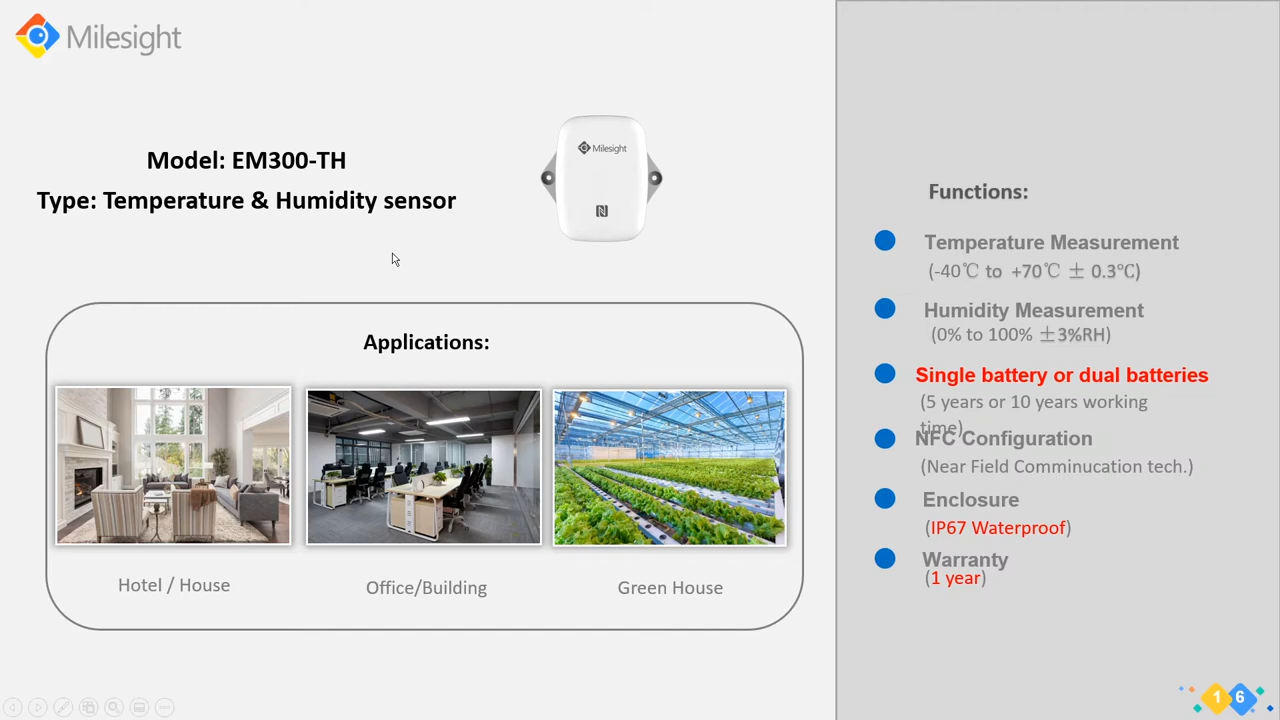 Milesight
Model: EM300-TH
Type: Temperature & Humidity sensor
Milesight
Applications:
Hotel / House
Office/Building
Green House
Functions:
Temperature Measurement
(-40℃ to +70℃ ± 0.3℃)
Humidity Measurement
(0% to 100% ±3%RH)
Single battery or dual batteries
(5 years or 10 years working
time)
NFC Configuration
(Near Field Comminucation tech.)
Enclosure
(IP67 Waterproof)
Warranty
(1 year)
1 6